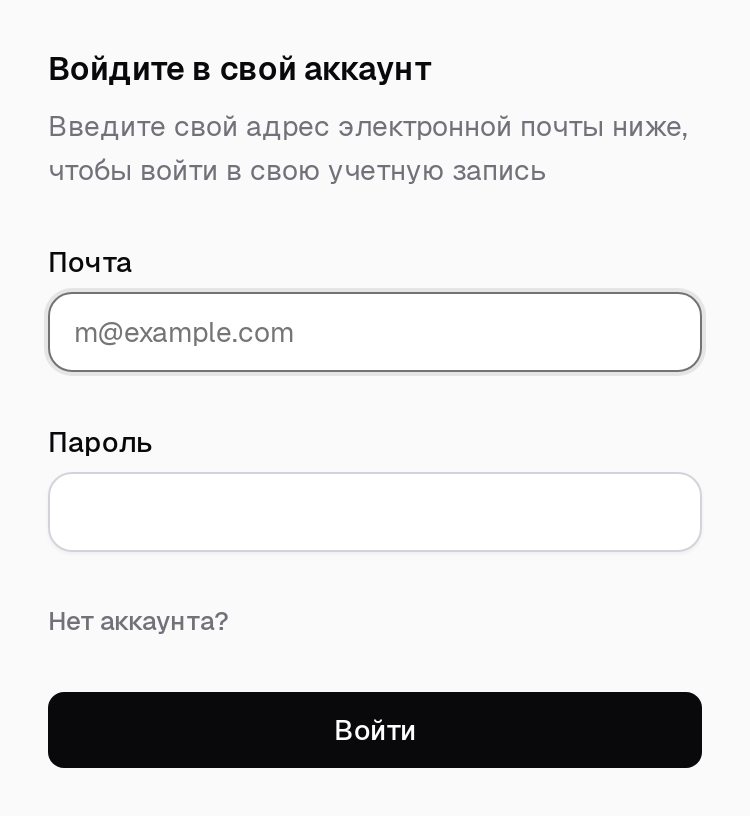 Войдите в свой аккаунт
Введите свой адрес электронной почты ниже,
чтобы войти в свою учетную запись
Почта
m@example.com
Пароль
Нет аккаунта?
Войти